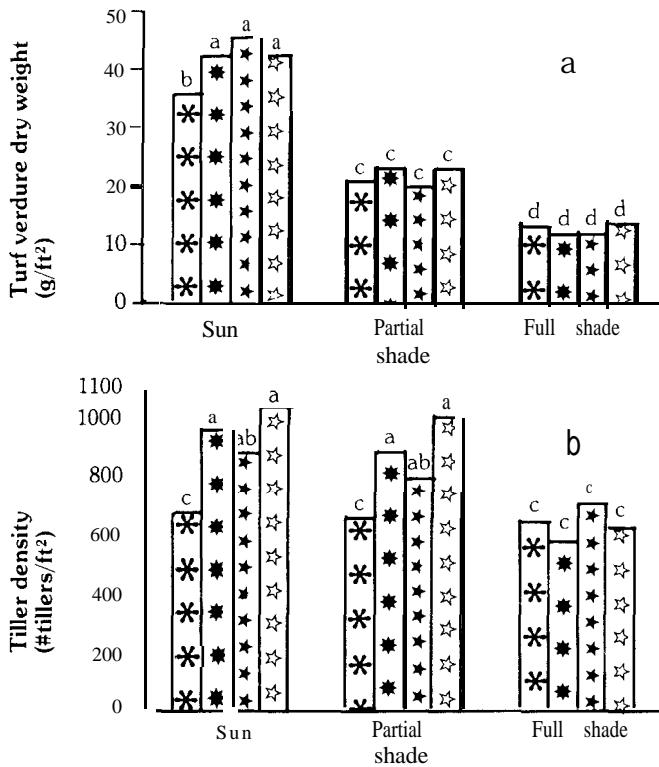 Turf verdure dry weight
(g/ft²)
50
40
30
20
10
0
a
b a a a
c c c c
d d d d
Sun
Partial
shade
Full shade
Tiller density
(#tillers/ft²)
1100
1000
800
600
400
200
0
b
c a ab a
c a ab a
c c c c
Sun
Partial
shade
Full shade